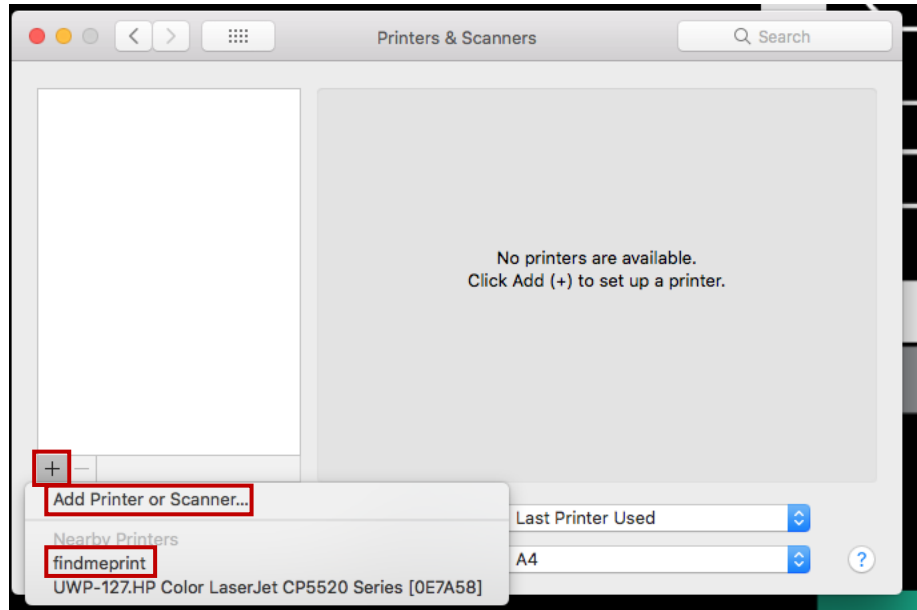 Printers & Scanners
Search
No printers are available.
Click Add (+) to set up a printer.
+ −
Add Printer or Scanner...
Nearby Printers
findmeprint
UWP-127.HP Color LaserJet CP5520 Series [0E7A58]
Last Printer Used
A4
?